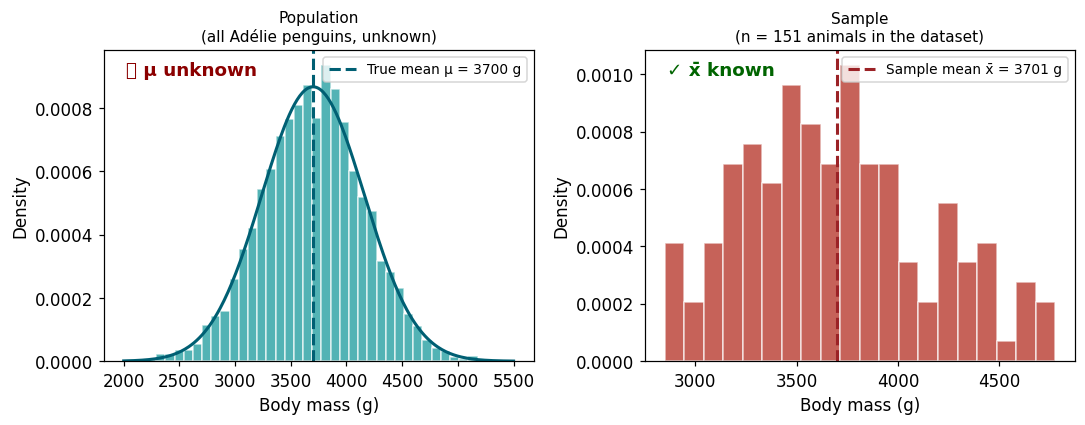 Population
(all Adélie penguins, unknown)
▯ μ unknown
True mean μ = 3700 g
Density
0.0008
0.0006
0.0004
0.0002
0.0000
2000 2500 3000 3500 4000 4500 5000 5500
Body mass (g)
Sample
(n = 151 animals in the dataset)
✓ x̄ known
Sample mean x̄ = 3701 g
Density
0.0010
0.0008
0.0006
0.0004
0.0002
0.0000
3000 3500 4000 4500
Body mass (g)